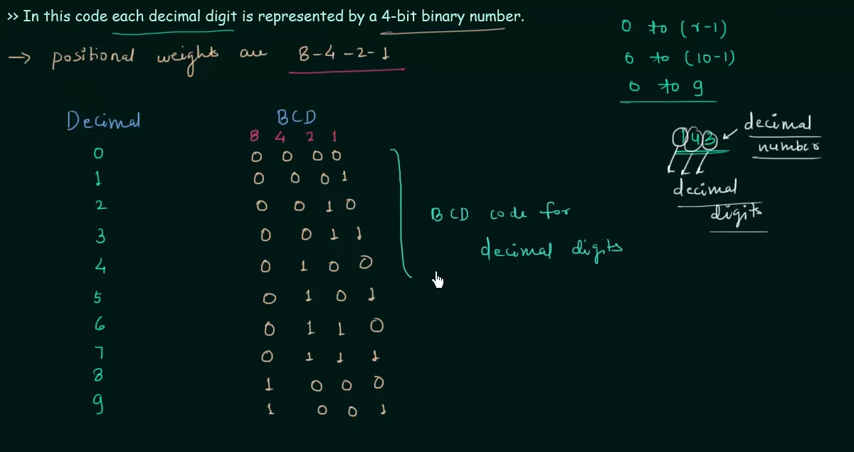 >> In this code each decimal digit is represented by a 4-bit binary number.
→ positional weights are 8-4-2-1
0 to (r-1)
0 to (10-1)
0 to 9
143
decimal
number
decimal
digits
Decimal BCD
8 4 2 1
0 0 0 0 0
1 0 0 0 1
2 0 0 1 0
3 0 0 1 1
4 0 1 0 0
5 0 1 0 1
6 0 1 1 0
7 0 1 1 1
8 1 0 0 0
9 1 0 0 1
BCD code for
decimal digits